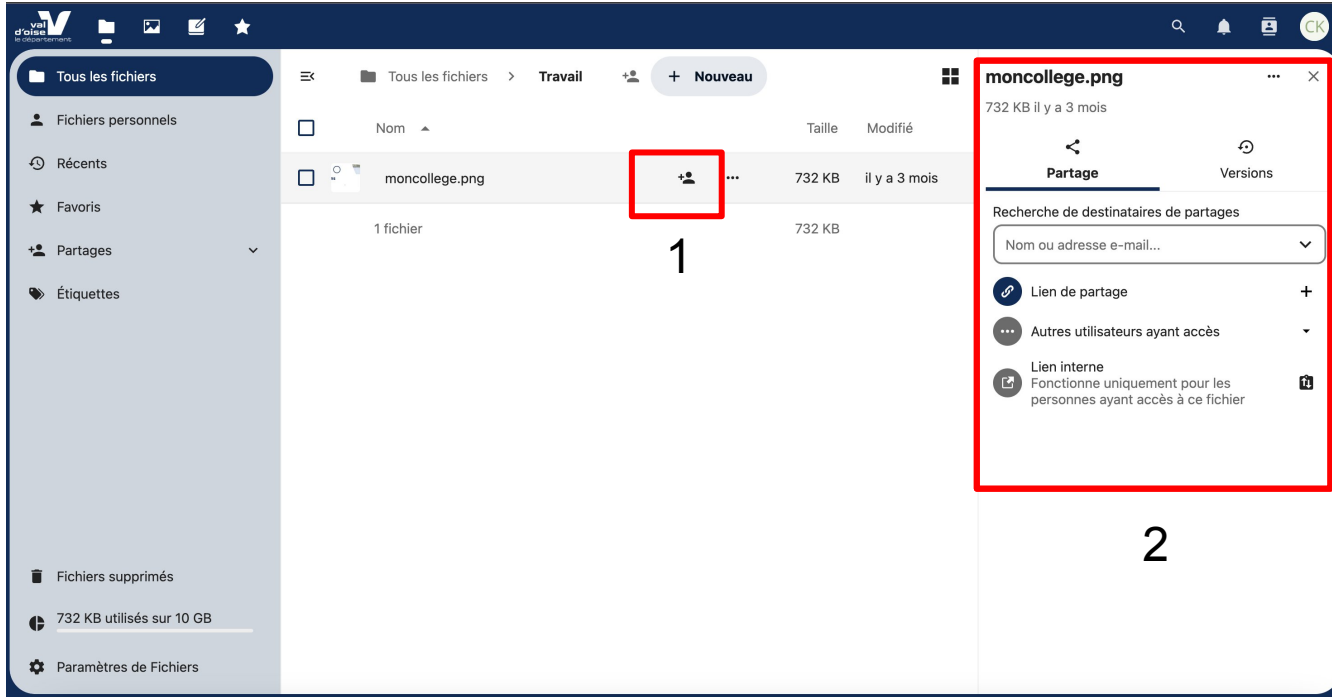 val
d'oise
le département
CK
Tous les fichiers
Fichiers personnels
Récents
Favoris
Partages
Étiquettes
Fichiers supprimés
732 KB utilisés sur 10 GB
Paramètres de Fichiers
Tous les fichiers > Travail + Nouveau
Nom Taille Modifié
moncollege.png ... 732 KB il y a 3 mois
1 fichier 732 KB
1
moncollege.png ...
732 KB il y a 3 mois
Partage Versions
Recherche de destinataires de partages
Nom ou adresse e-mail...
Lien de partage +
Autres utilisateurs ayant accès
Lien interne
Fonctionne uniquement pour les
personnes ayant accès à ce fichier
2